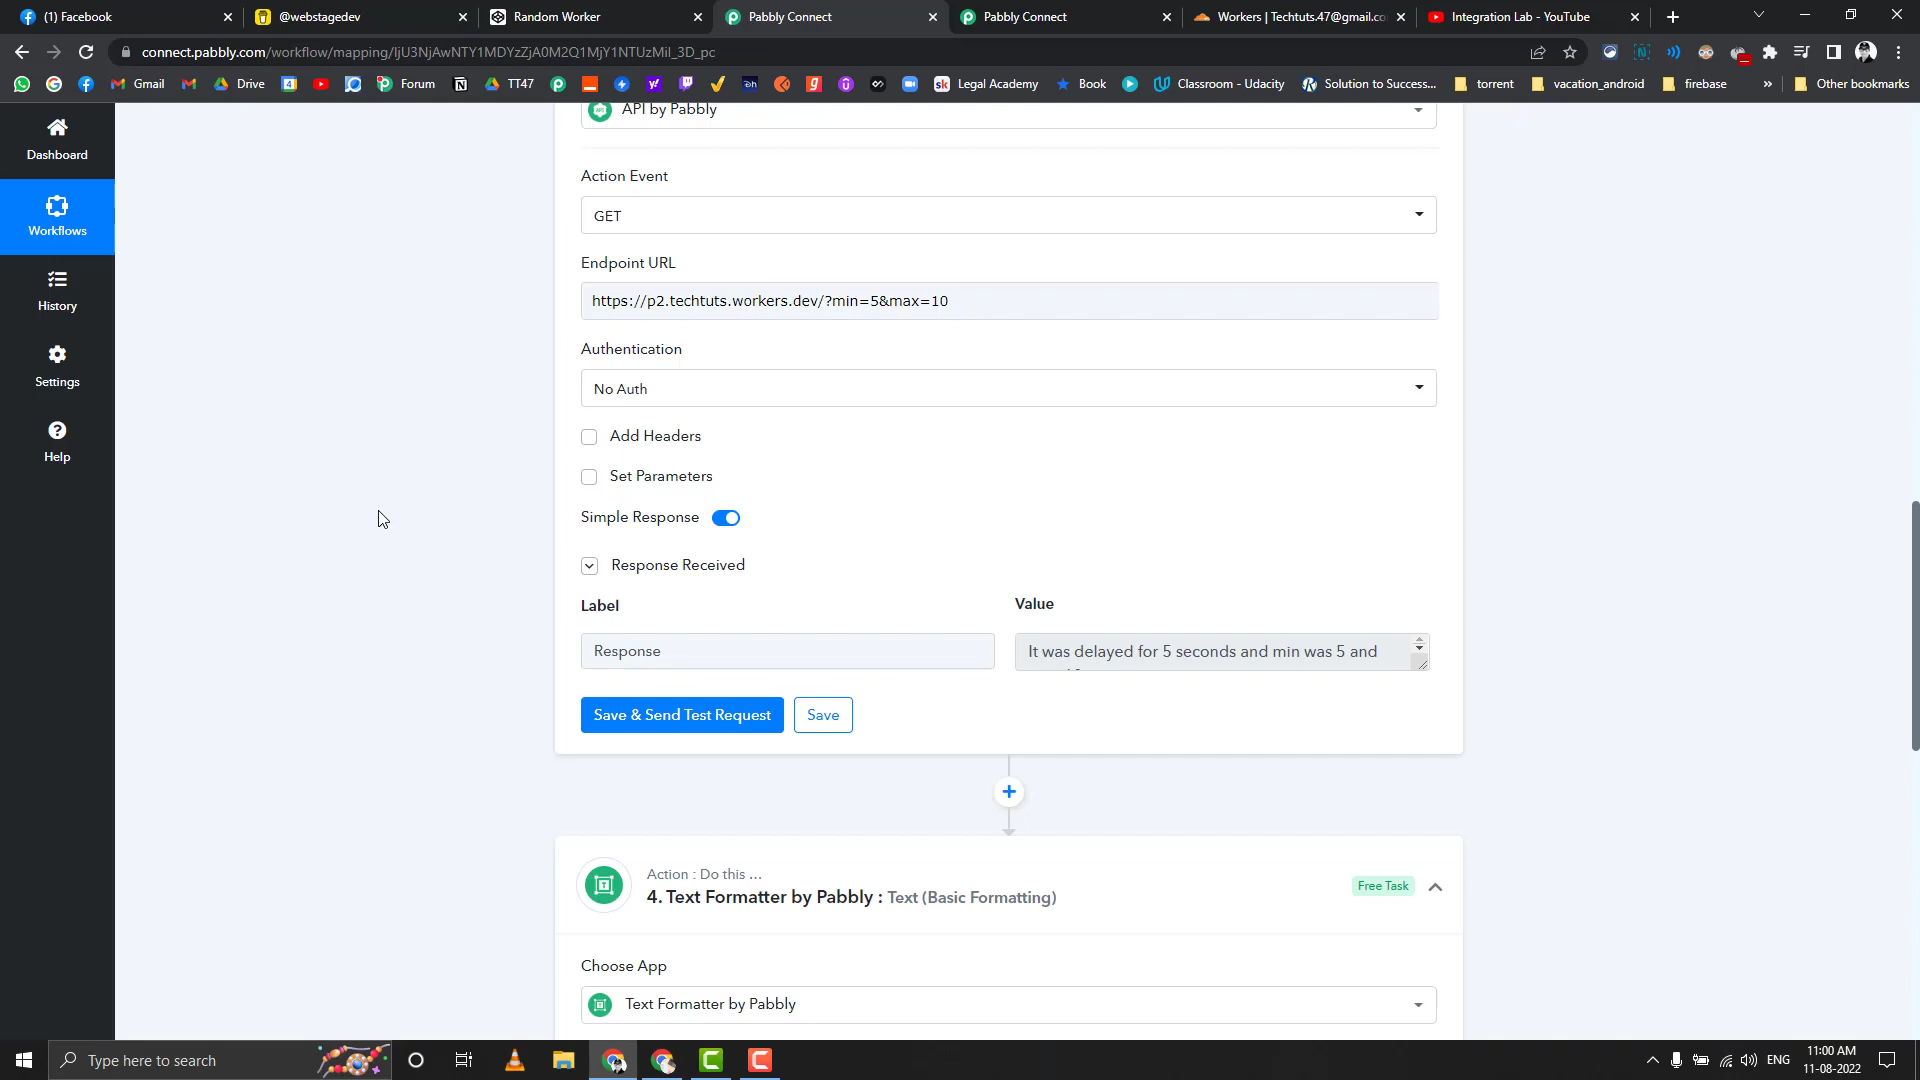 (1) Facebook
@webstagedev
Random Worker
Pabbly Connect
Pabbly Connect
Workers | Techtuts.47@gmail.co
Integration Lab - YouTube
connect.pabbly.com/workflow/mapping/IjU3NjAwNTY1MDYzZjA0M2Q1MjY1NTUzMiI_3D_pc
Gmail
Drive
Forum
TT47
Legal Academy
Book
Classroom - Udacity
Solution to Success...
torrent
vacation_android
firebase
»
Other bookmarks
Dashboard
Workflows
History
Settings
Help
API by Pabbly
Action Event
GET
Endpoint URL
https://p2.techtuts.workers.dev/?min=5&max=10
Authentication
No Auth
Add Headers
Set Parameters
Simple Response
Response Received
Label
Value
Response
It was delayed for 5 seconds and min was 5 and
Save & Send Test Request
Save
Action : Do this ...
4. Text Formatter by Pabbly : Text (Basic Formatting)
Free Task
Choose App
Text Formatter by Pabbly
Type here to search
ENG
11:00 AM
11-08-2022